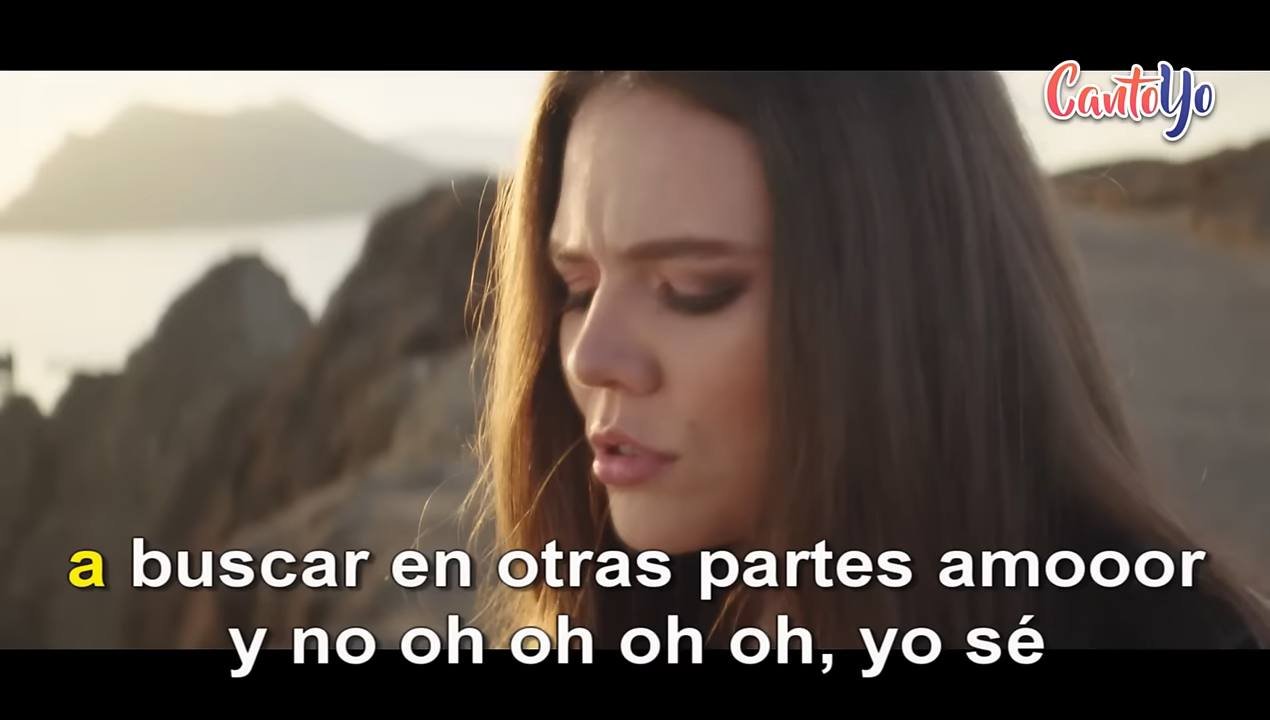 CantoYo
a buscar en otras partes amooor
y no oh oh oh oh, yo sé